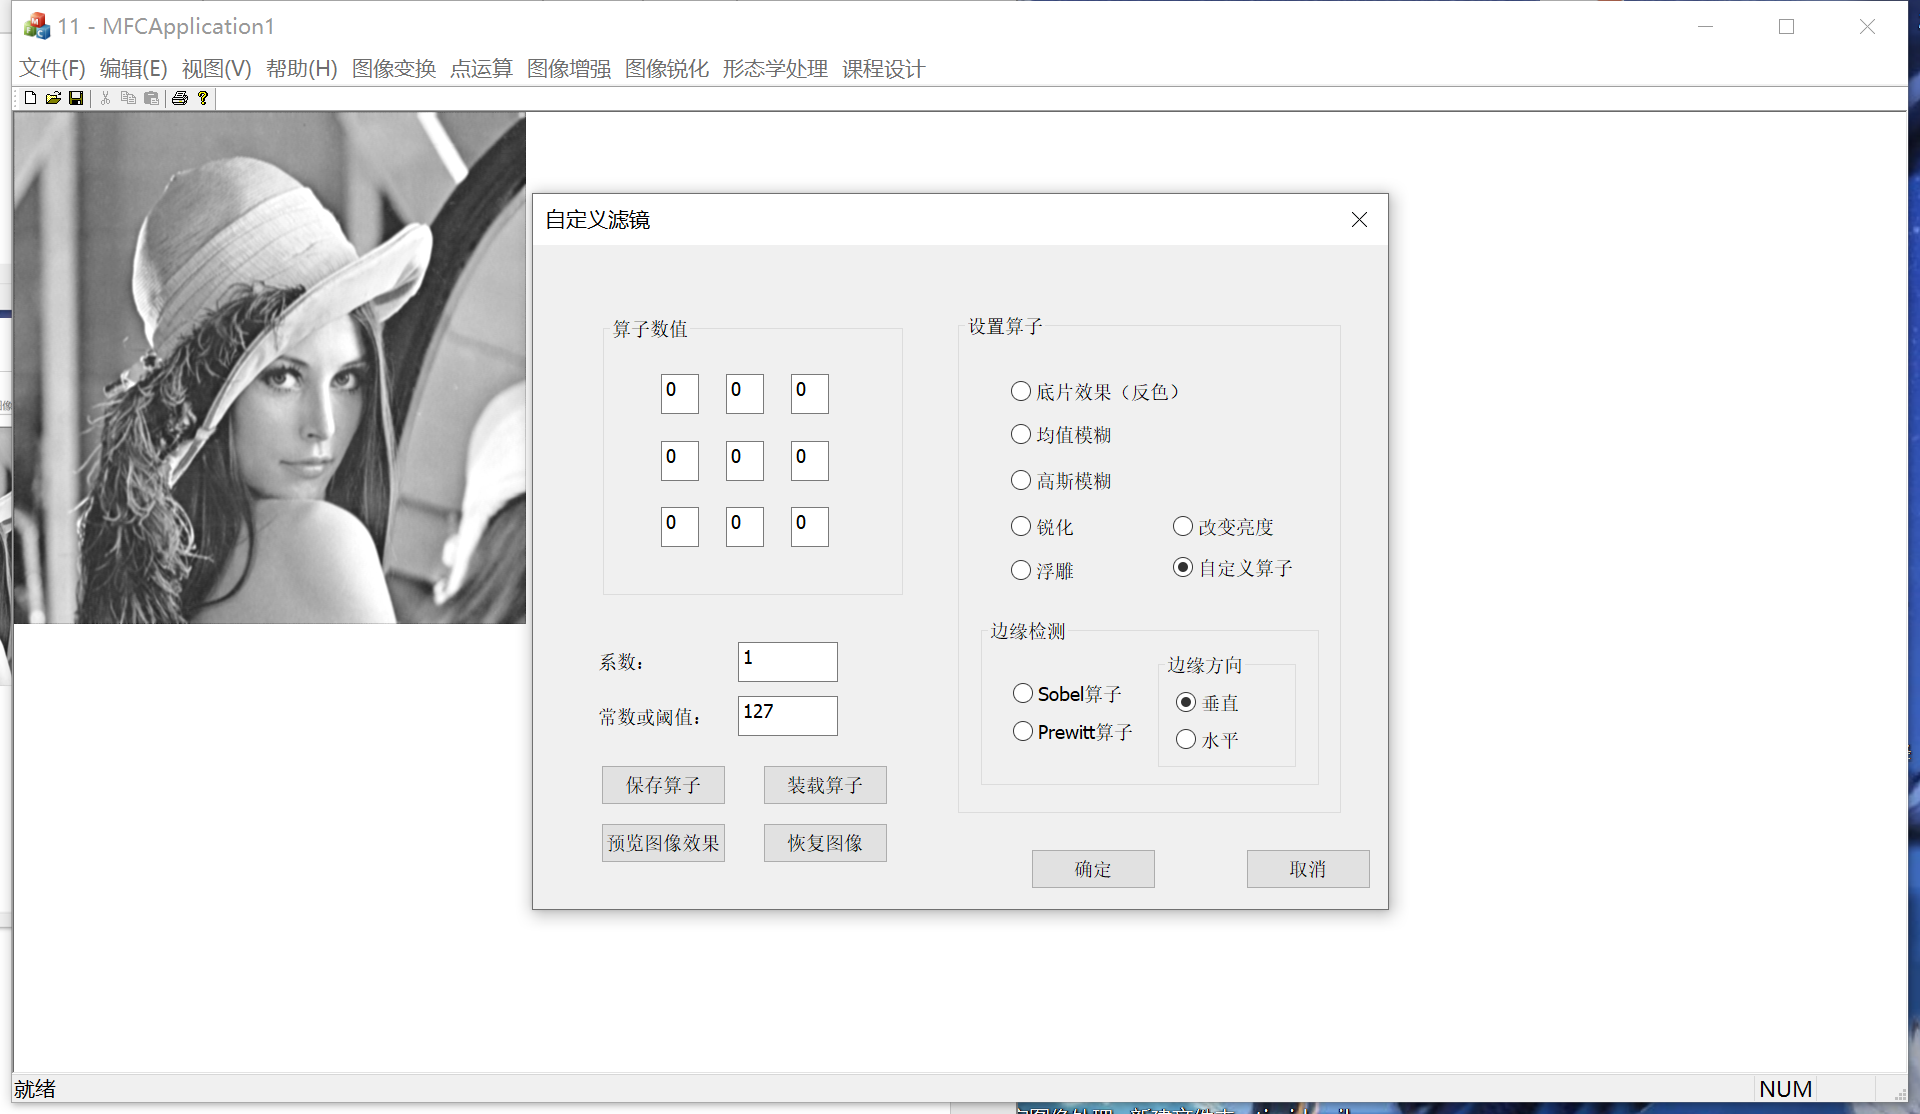 11 - MFCApplication1
文件(F) 编辑(E) 视图(V) 帮助(H) 图像变换 点运算 图像增强 图像锐化 形态学处理 课程设计
自定义滤镜
算子数值
0 0 0
0 0 0
0 0 0
系数： 1
常数或阈值： 127
保存算子 装载算子
预览图像效果 恢复图像
设置算子
底片效果（反色）
均值模糊
高斯模糊
锐化 改变亮度
浮雕 自定义算子
边缘检测
边缘方向
Sobel算子 垂直
Prewitt算子 水平
确定 取消
就绪 NUM